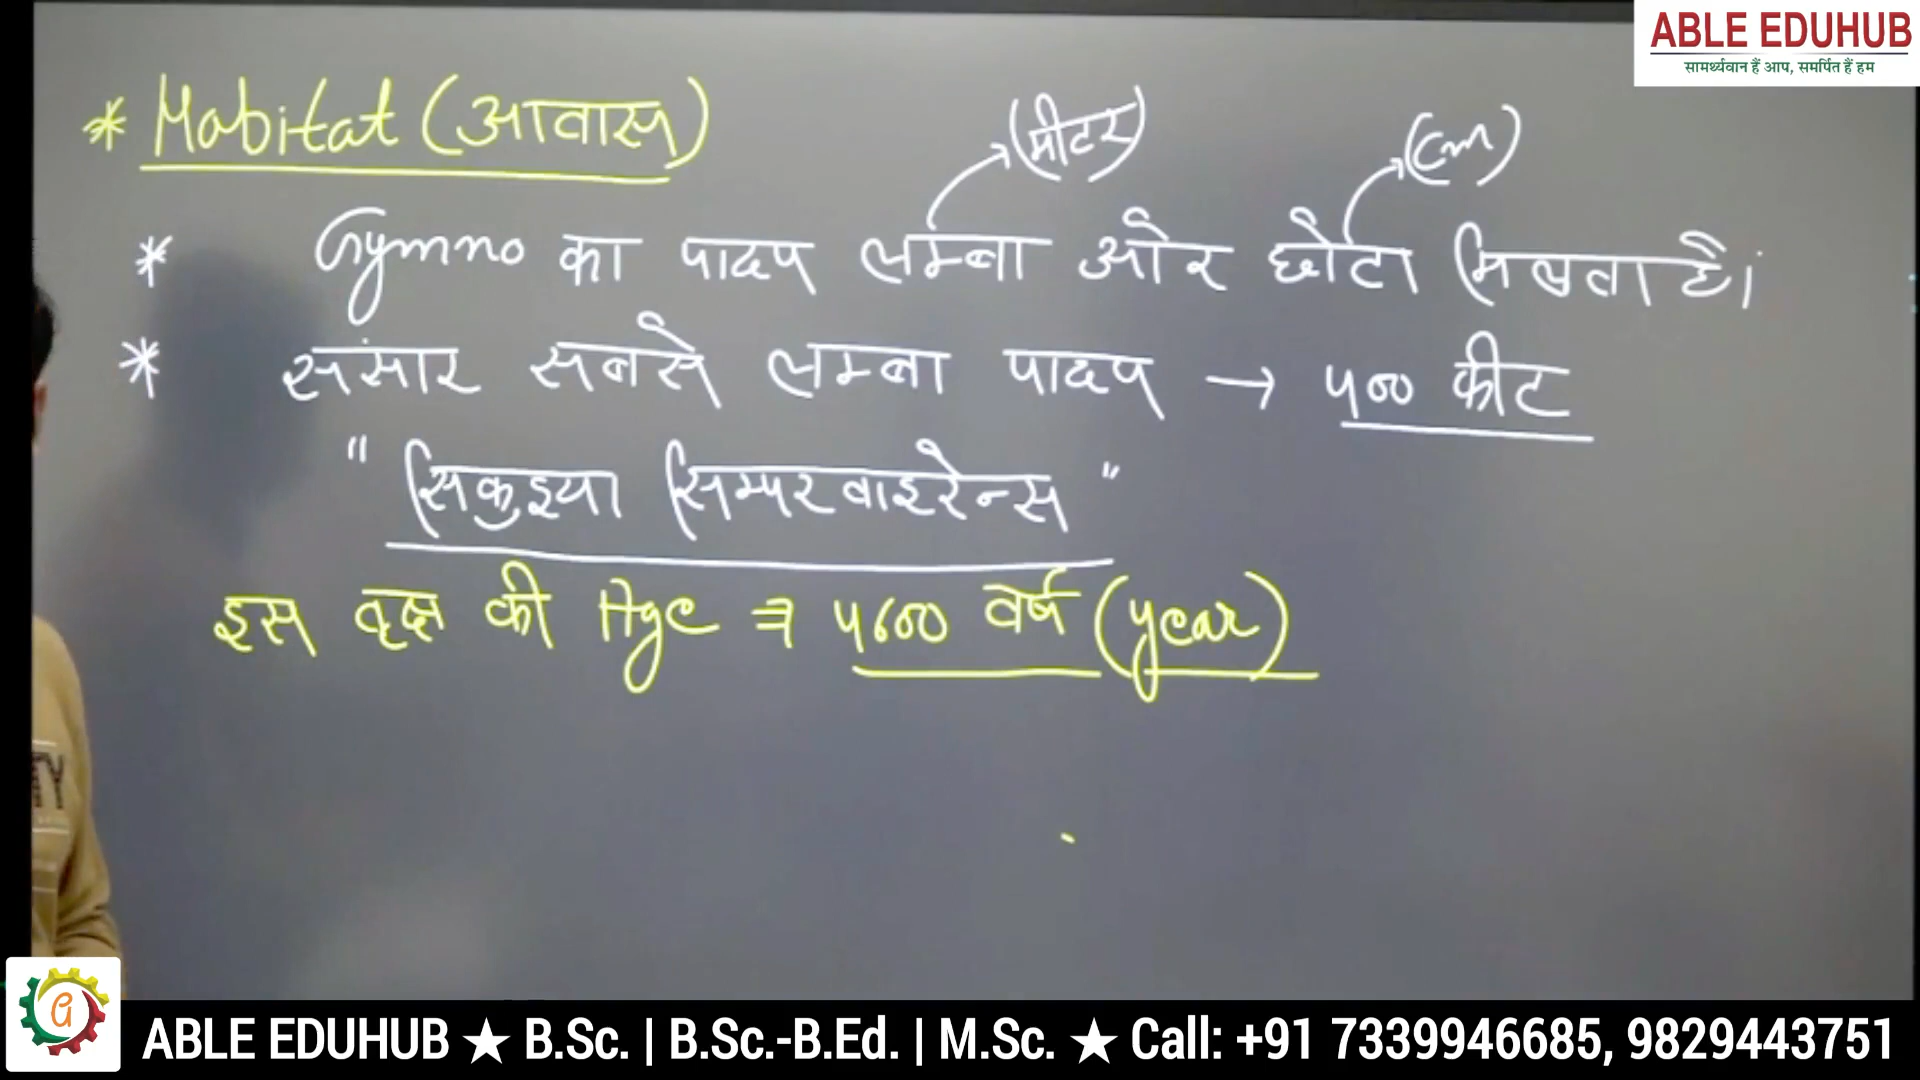 ABLE EDUHUB
सामर्थ्यवान हैं आप, समर्पित हैं हम
* Habitat (आवास)
(मीटर) (cm)
* Gymno का पादप लम्बा और छोटा मिलता है।
* संसार सबसे लम्बा पादप → 400 फीट
"सिकुइया सिम्परवाइरेन्स"
इस वृक्ष की Age ⇒ 4600 वर्ष (year)
TY
ABLE EDUHUB ★ B.Sc. | B.Sc.-B.Ed. | M.Sc. ★ Call: +91 7339946685, 9829443751